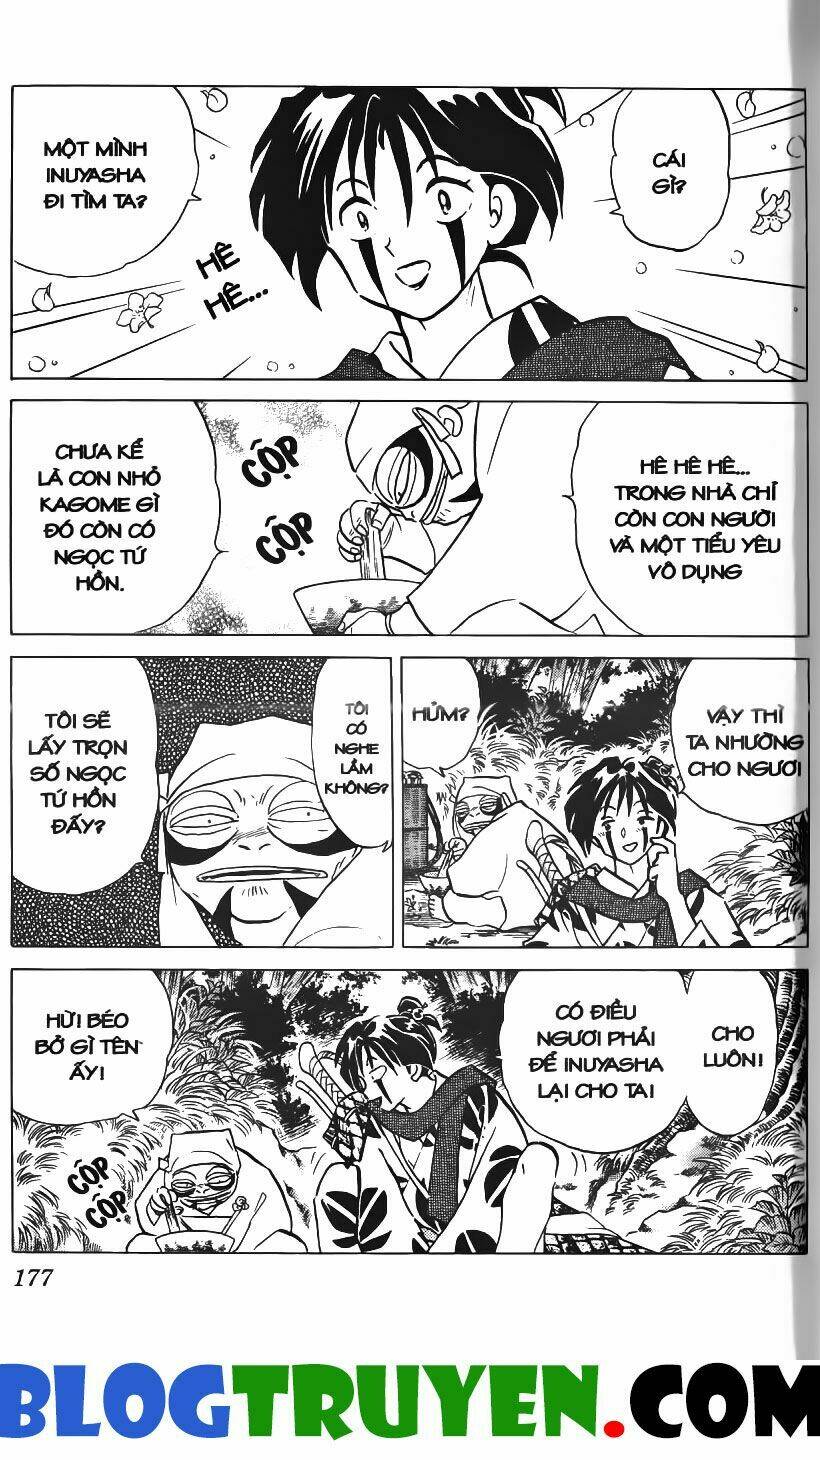 CÁI
GÌ?
MỘT MÌNH
INUYASHA
ĐI TÌM TA?
HÊ
HÊ...
HÊ HÊ HÊ...
TRONG NHÀ CHỈ
CÒN CON NGƯỜI
VÀ MỘT TIỂU YÊU
VÔ DỤNG
CỘP
CỘP
CHƯA KỂ
LÀ CON NHỎ
KAGOME GÌ
ĐÓ CÒN CÓ
NGỌC TỨ
HỒN.
VẬY THÌ
TA NHƯỜNG
CHO NGƯƠI
HỬM?
TÔI
CÓ
NGHE
LẦM
KHÔNG?
TÔI SẼ
LẤY TRỌN
SỐ NGỌC
TỨ HỒN
ĐẤY?
CHO
LUÔN!
CÓ ĐIỀU
NGƯƠI PHẢI
ĐỂ INUYASHA
LẠI CHO TA!
HỪ! BÉO
BỞ GÌ TÊN
ẤY!
CỘP
CỘP
177
BLOGTRUYEN.COM